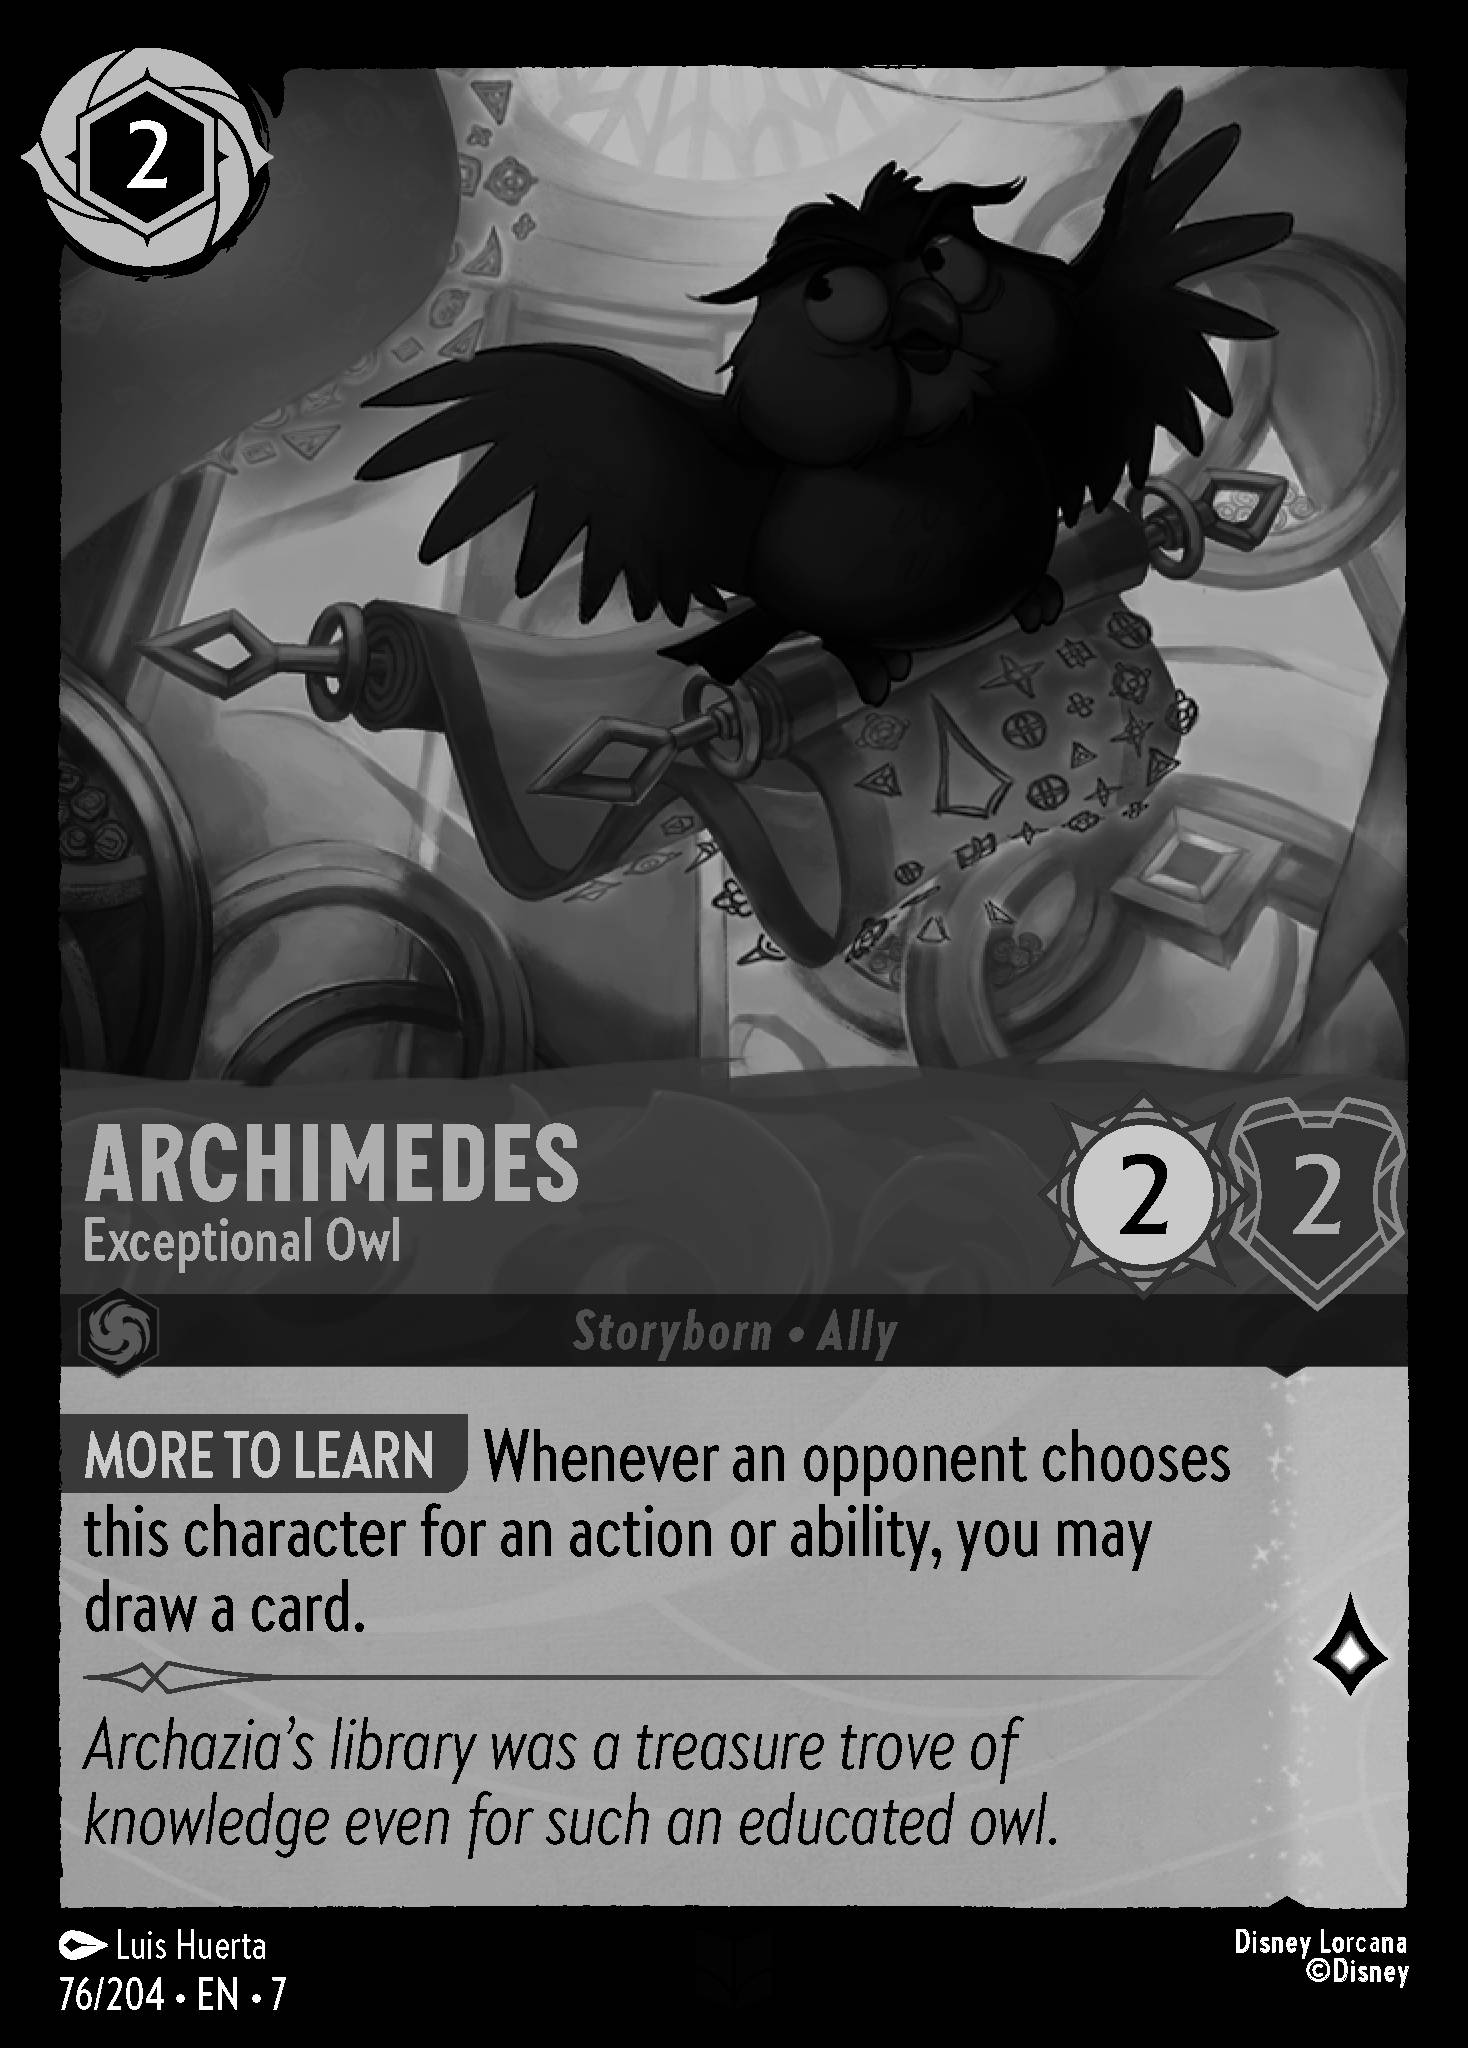 2
ARCHIMEDES
Exceptional Owl
2 2
Storyborn • Ally
MORE TO LEARN Whenever an opponent chooses
this character for an action or ability, you may
draw a card.
Archazia’s library was a treasure trove of
knowledge even for such an educated owl.
Luis Huerta
76/204 • EN • 7
Disney Lorcana
©Disney